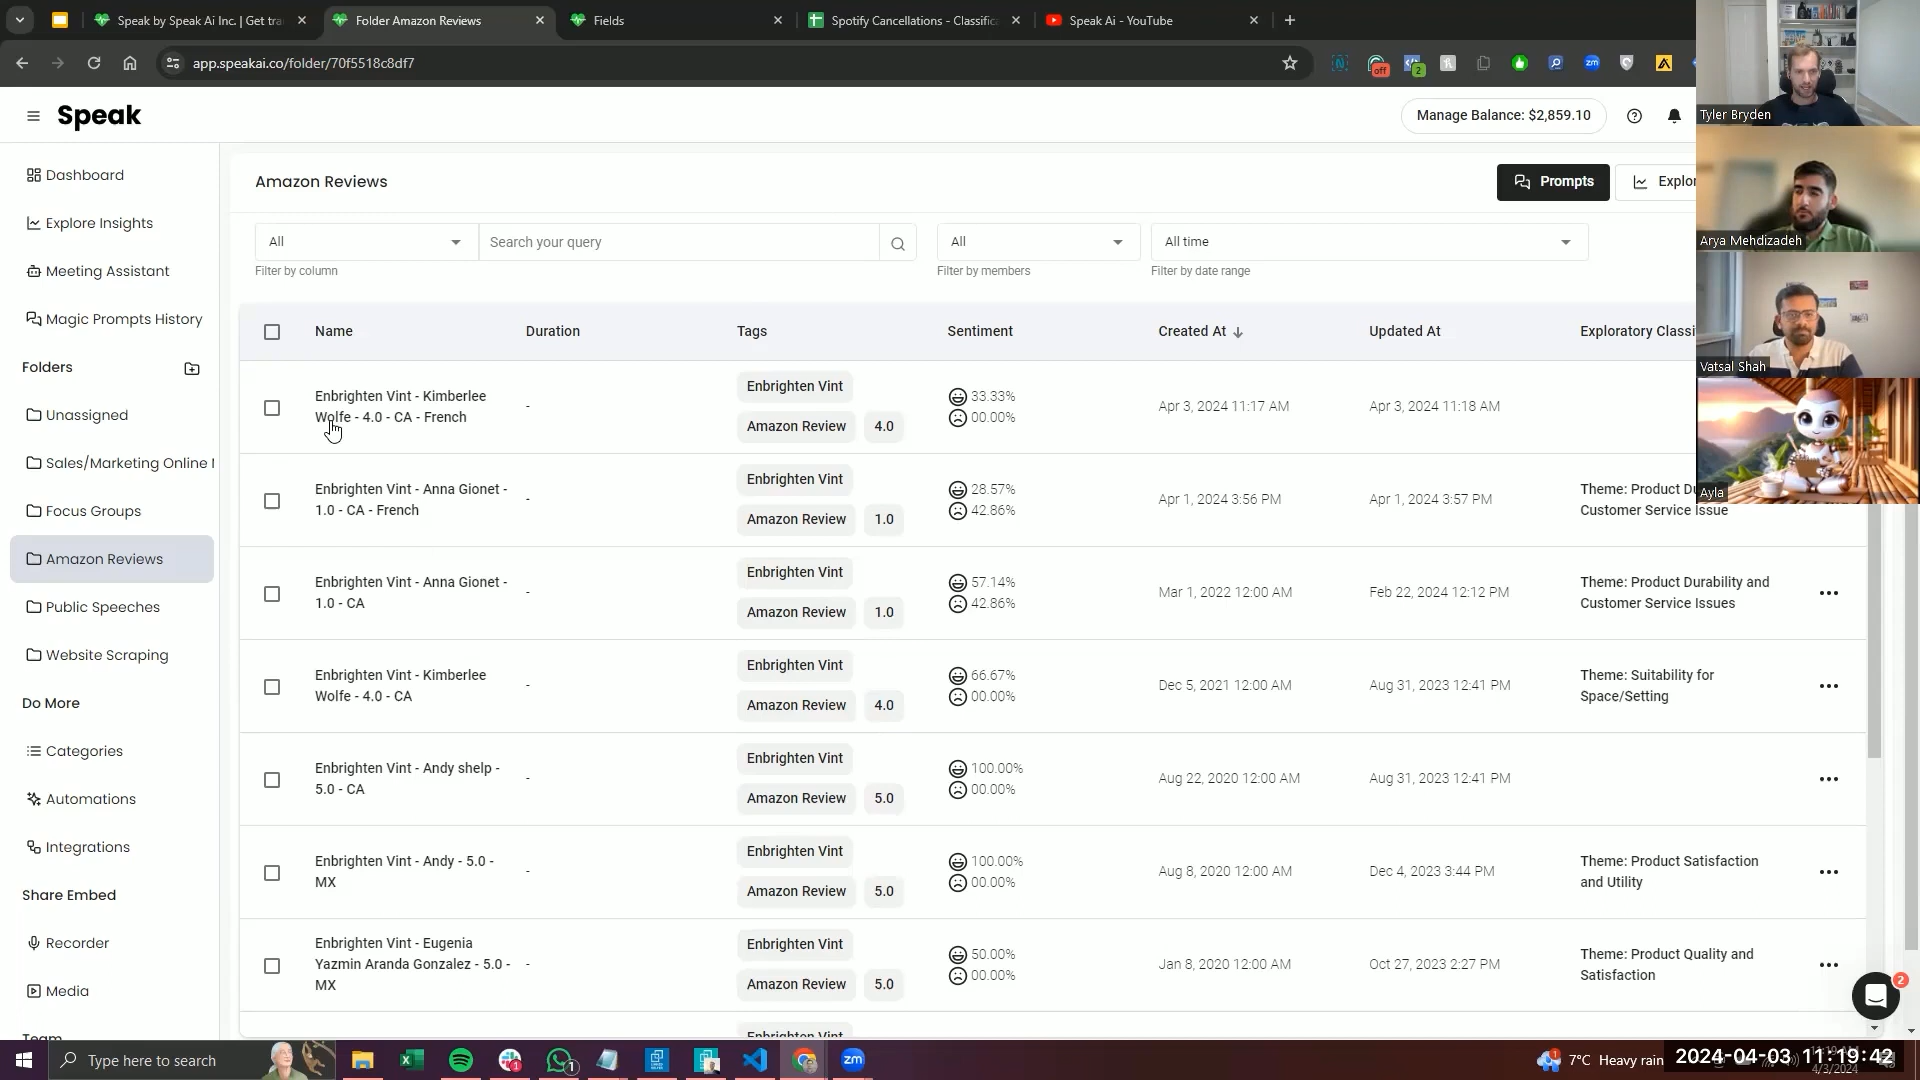 Speak by Speak Ai Inc. | Get tra
Folder Amazon Reviews
Fields
Spotify Cancellations - Classific
Speak Ai - YouTube
app.speakai.co/folder/70f5518c8df7
off
2
zm
Speak
Manage Balance: $2,859.10
Tyler Bryden
Arya Mehdizadeh
Vatsal Shah
Ayla
Dashboard
Explore Insights
Meeting Assistant
Magic Prompts History
Folders
Unassigned
Sales/Marketing Online
Focus Groups
Amazon Reviews
Public Speeches
Website Scraping
Do More
Categories
Automations
Integrations
Share Embed
Recorder
Media
Team
Amazon Reviews
Prompts
Explor
All
Search your query
All
All time
Filter by column
Filter by members
Filter by date range
Name
Duration
Tags
Sentiment
Created At
Updated At
Exploratory Classi
Enbrighten Vint - Kimberlee
Wolfe - 4.0 - CA - French
-
Enbrighten Vint
Amazon Review
4.0
33.33%
00.00%
Apr 3, 2024 11:17 AM
Apr 3, 2024 11:18 AM
Enbrighten Vint - Anna Gionet -
1.0 - CA - French
-
Enbrighten Vint
Amazon Review
1.0
28.57%
42.86%
Apr 1, 2024 3:56 PM
Apr 1, 2024 3:57 PM
Theme: Product Du
Customer Service Issue
Enbrighten Vint - Anna Gionet -
1.0 - CA
-
Enbrighten Vint
Amazon Review
1.0
57.14%
42.86%
Mar 1, 2022 12:00 AM
Feb 22, 2024 12:12 PM
Theme: Product Durability and
Customer Service Issues
Enbrighten Vint - Kimberlee
Wolfe - 4.0 - CA
-
Enbrighten Vint
Amazon Review
4.0
66.67%
00.00%
Dec 5, 2021 12:00 AM
Aug 31, 2023 12:41 PM
Theme: Suitability for
Space/Setting
Enbrighten Vint - Andy shelp -
5.0 - CA
-
Enbrighten Vint
Amazon Review
5.0
100.00%
00.00%
Aug 22, 2020 12:00 AM
Aug 31, 2023 12:41 PM
Enbrighten Vint - Andy - 5.0 -
MX
-
Enbrighten Vint
Amazon Review
5.0
100.00%
00.00%
Aug 8, 2020 12:00 AM
Dec 4, 2023 3:44 PM
Theme: Product Satisfaction
and Utility
Enbrighten Vint - Eugenia
Yazmin Aranda Gonzalez - 5.0 -
MX
-
Enbrighten Vint
Amazon Review
5.0
50.00%
00.00%
Jan 8, 2020 12:00 AM
Oct 27, 2023 2:27 PM
Theme: Product Quality and
Satisfaction
2
Enbrighten Vint
Type here to search
1
zm
7°C Heavy rain
2024-04-03 11:19:42
4/3/2024